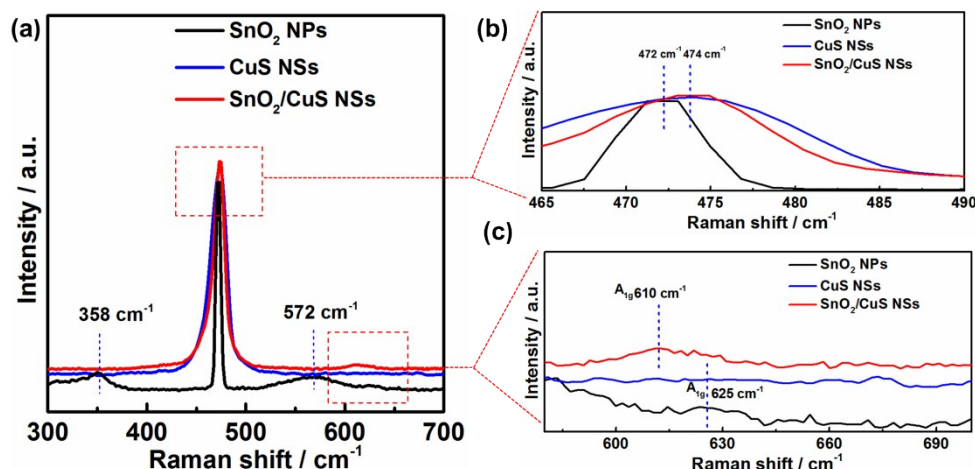 (a)
SnO₂ NPs
CuS NSs
SnO₂/CuS NSs
358 cm⁻¹
572 cm⁻¹
Intensity / a.u.
300 400 500 600 700
Raman shift / cm⁻¹
(b)
SnO₂ NPs
CuS NSs
SnO₂/CuS NSs
472 cm⁻¹ 474 cm⁻¹
Intensity / a.u.
465 470 475 480 485 490
Raman shift / cm⁻¹
(c)
SnO₂ NPs
CuS NSs
SnO₂/CuS NSs
A₁g 610 cm⁻¹
A₁g 625 cm⁻¹
Intensity / a.u.
600 630 660 690
Raman shift / cm⁻¹